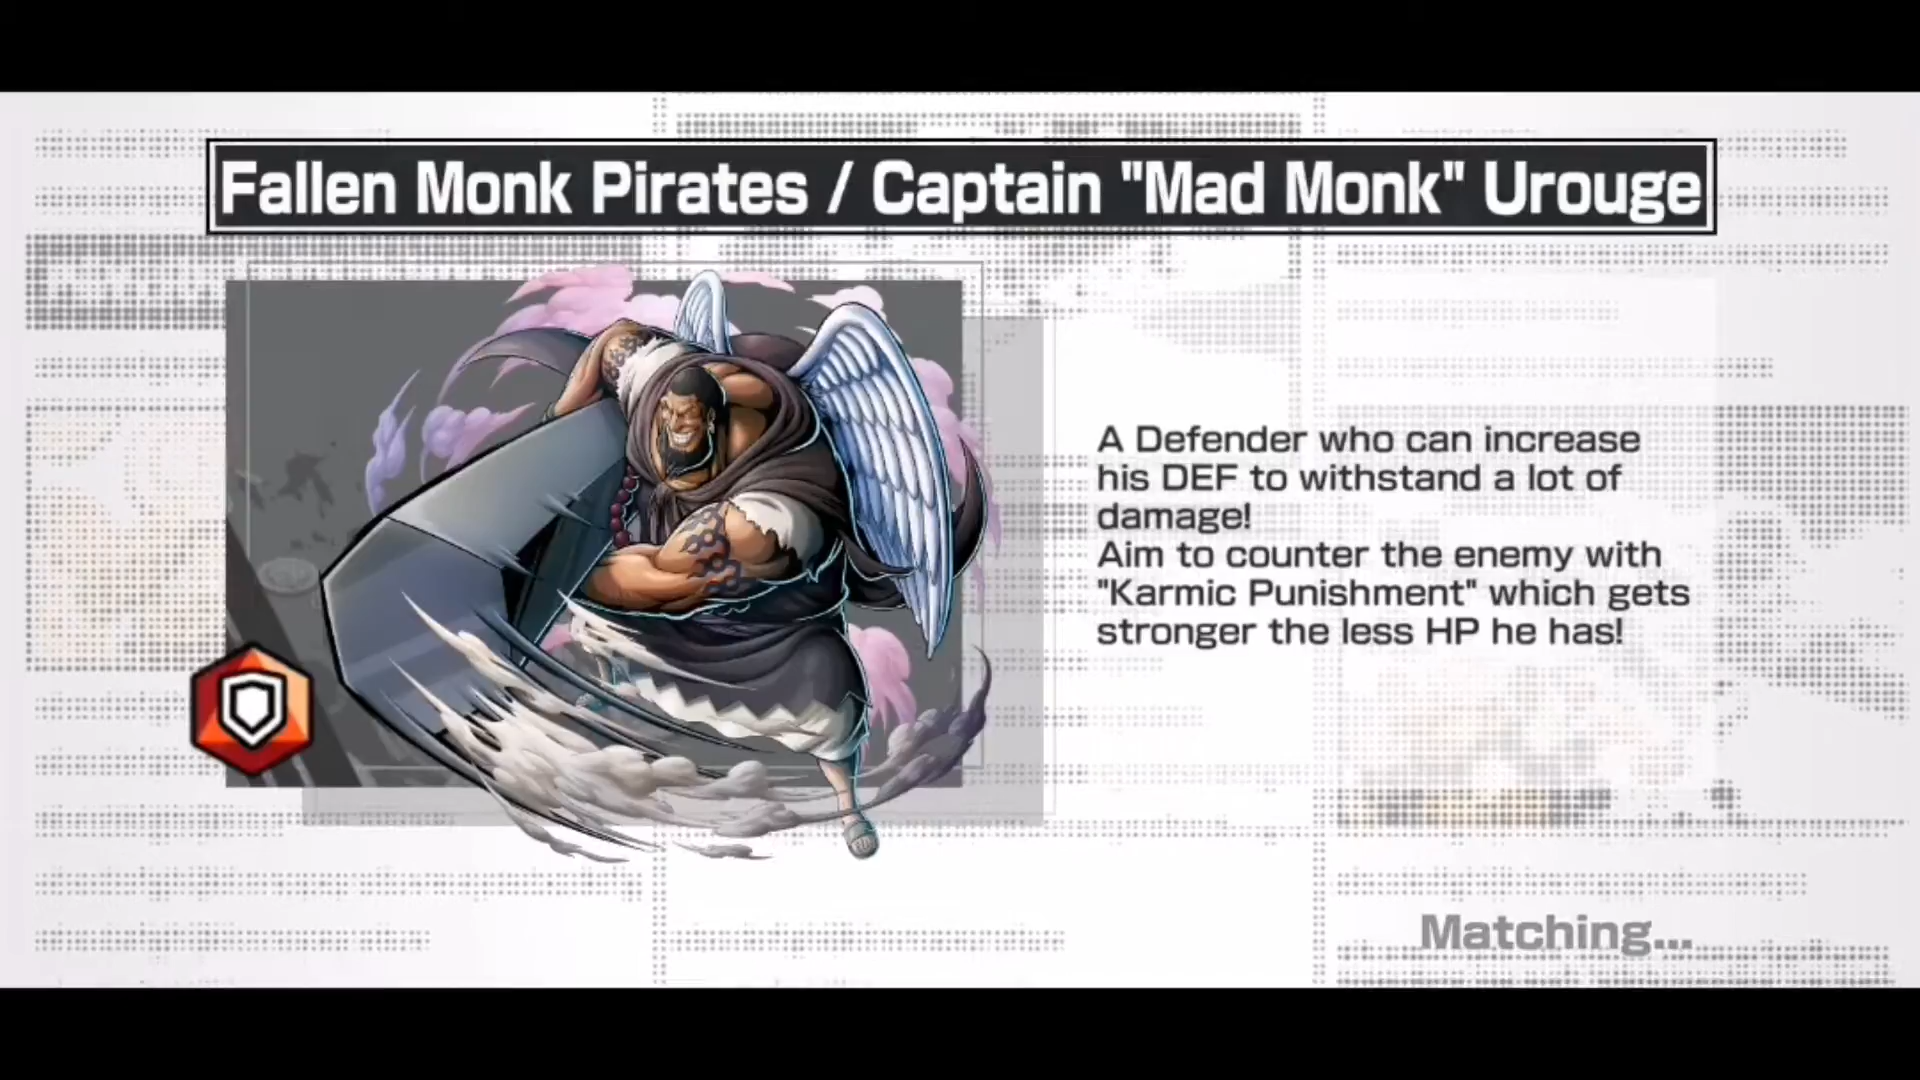 Fallen Monk Pirates / Captain "Mad Monk" Urouge
A Defender who can increase
his DEF to withstand a lot of
damage!
Aim to counter the enemy with
"Karmic Punishment" which gets
stronger the less HP he has!
Matching...